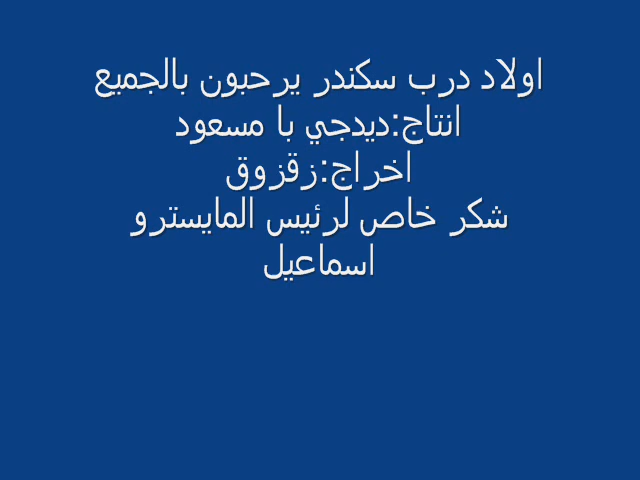 اولاد درب سكندر يرحبون بالجميع
انتاج:ديدجي با مسعود
اخراج:زقزوق
شكر خاص لرئيس المايسترو
اسماعيل